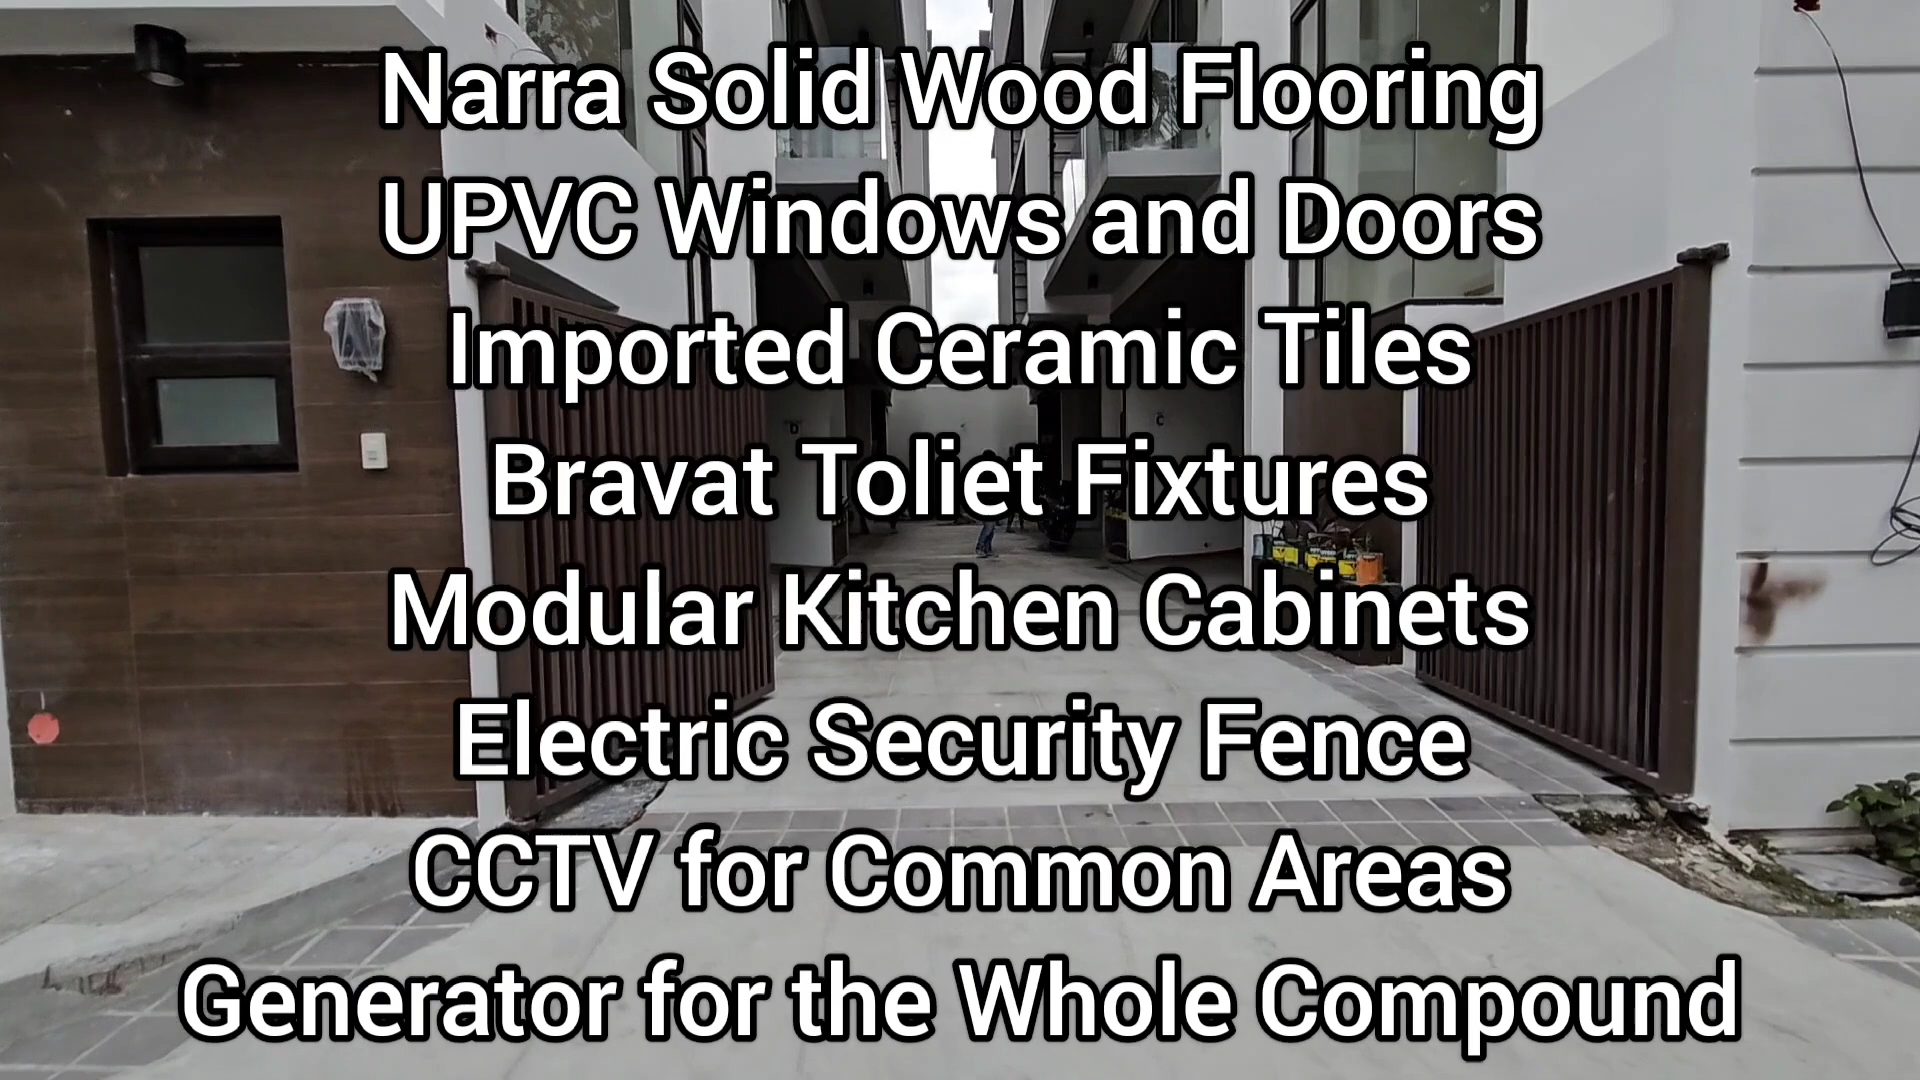 Narra Solid Wood Flooring
UPVC Windows and Doors
Imported Ceramic Tiles
Bravat Toliet Fixtures
Modular Kitchen Cabinets
Electric Security Fence
CCTV for Common Areas
Generator for the Whole Compound
D
C